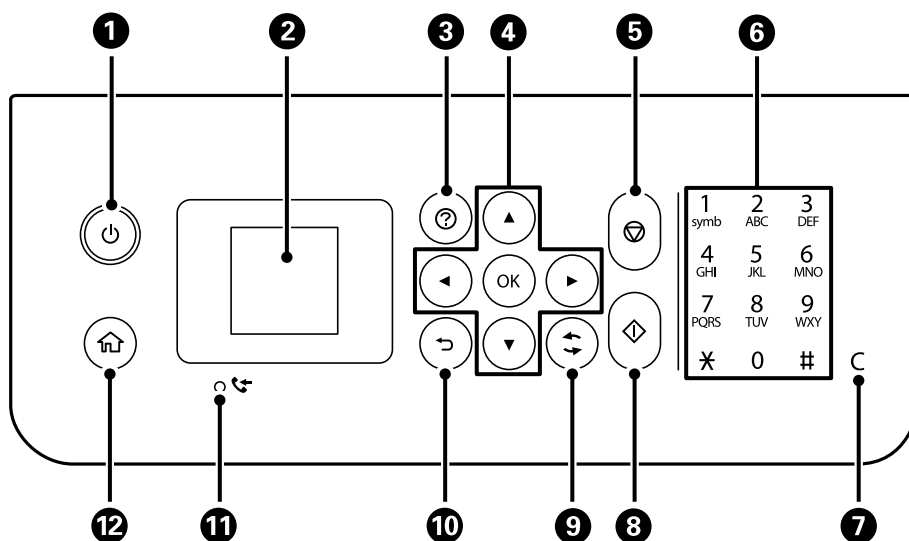 1 2 3 4 5 6
?
OK
1 2 3
symb ABC DEF
4 5 6
GHI JKL MNO
7 8 9
PQRS TUV WXY
* 0 #
C
12 11 10 9 8 7